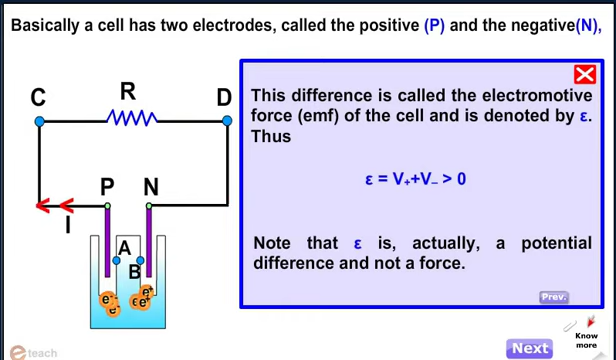 Basically a cell has two electrodes, called the positive (P) and the negative(N),
C
R
D
This difference is called the electromotive
force (emf) of the cell and is denoted by ε.
Thus
P
N
ε = V₊+V₋ > 0
I
A
B
Note that ε is, actually, a potential
difference and not a force.
e⁻
e⁻
e⁺
Prev.
eteach
Next
Know
more